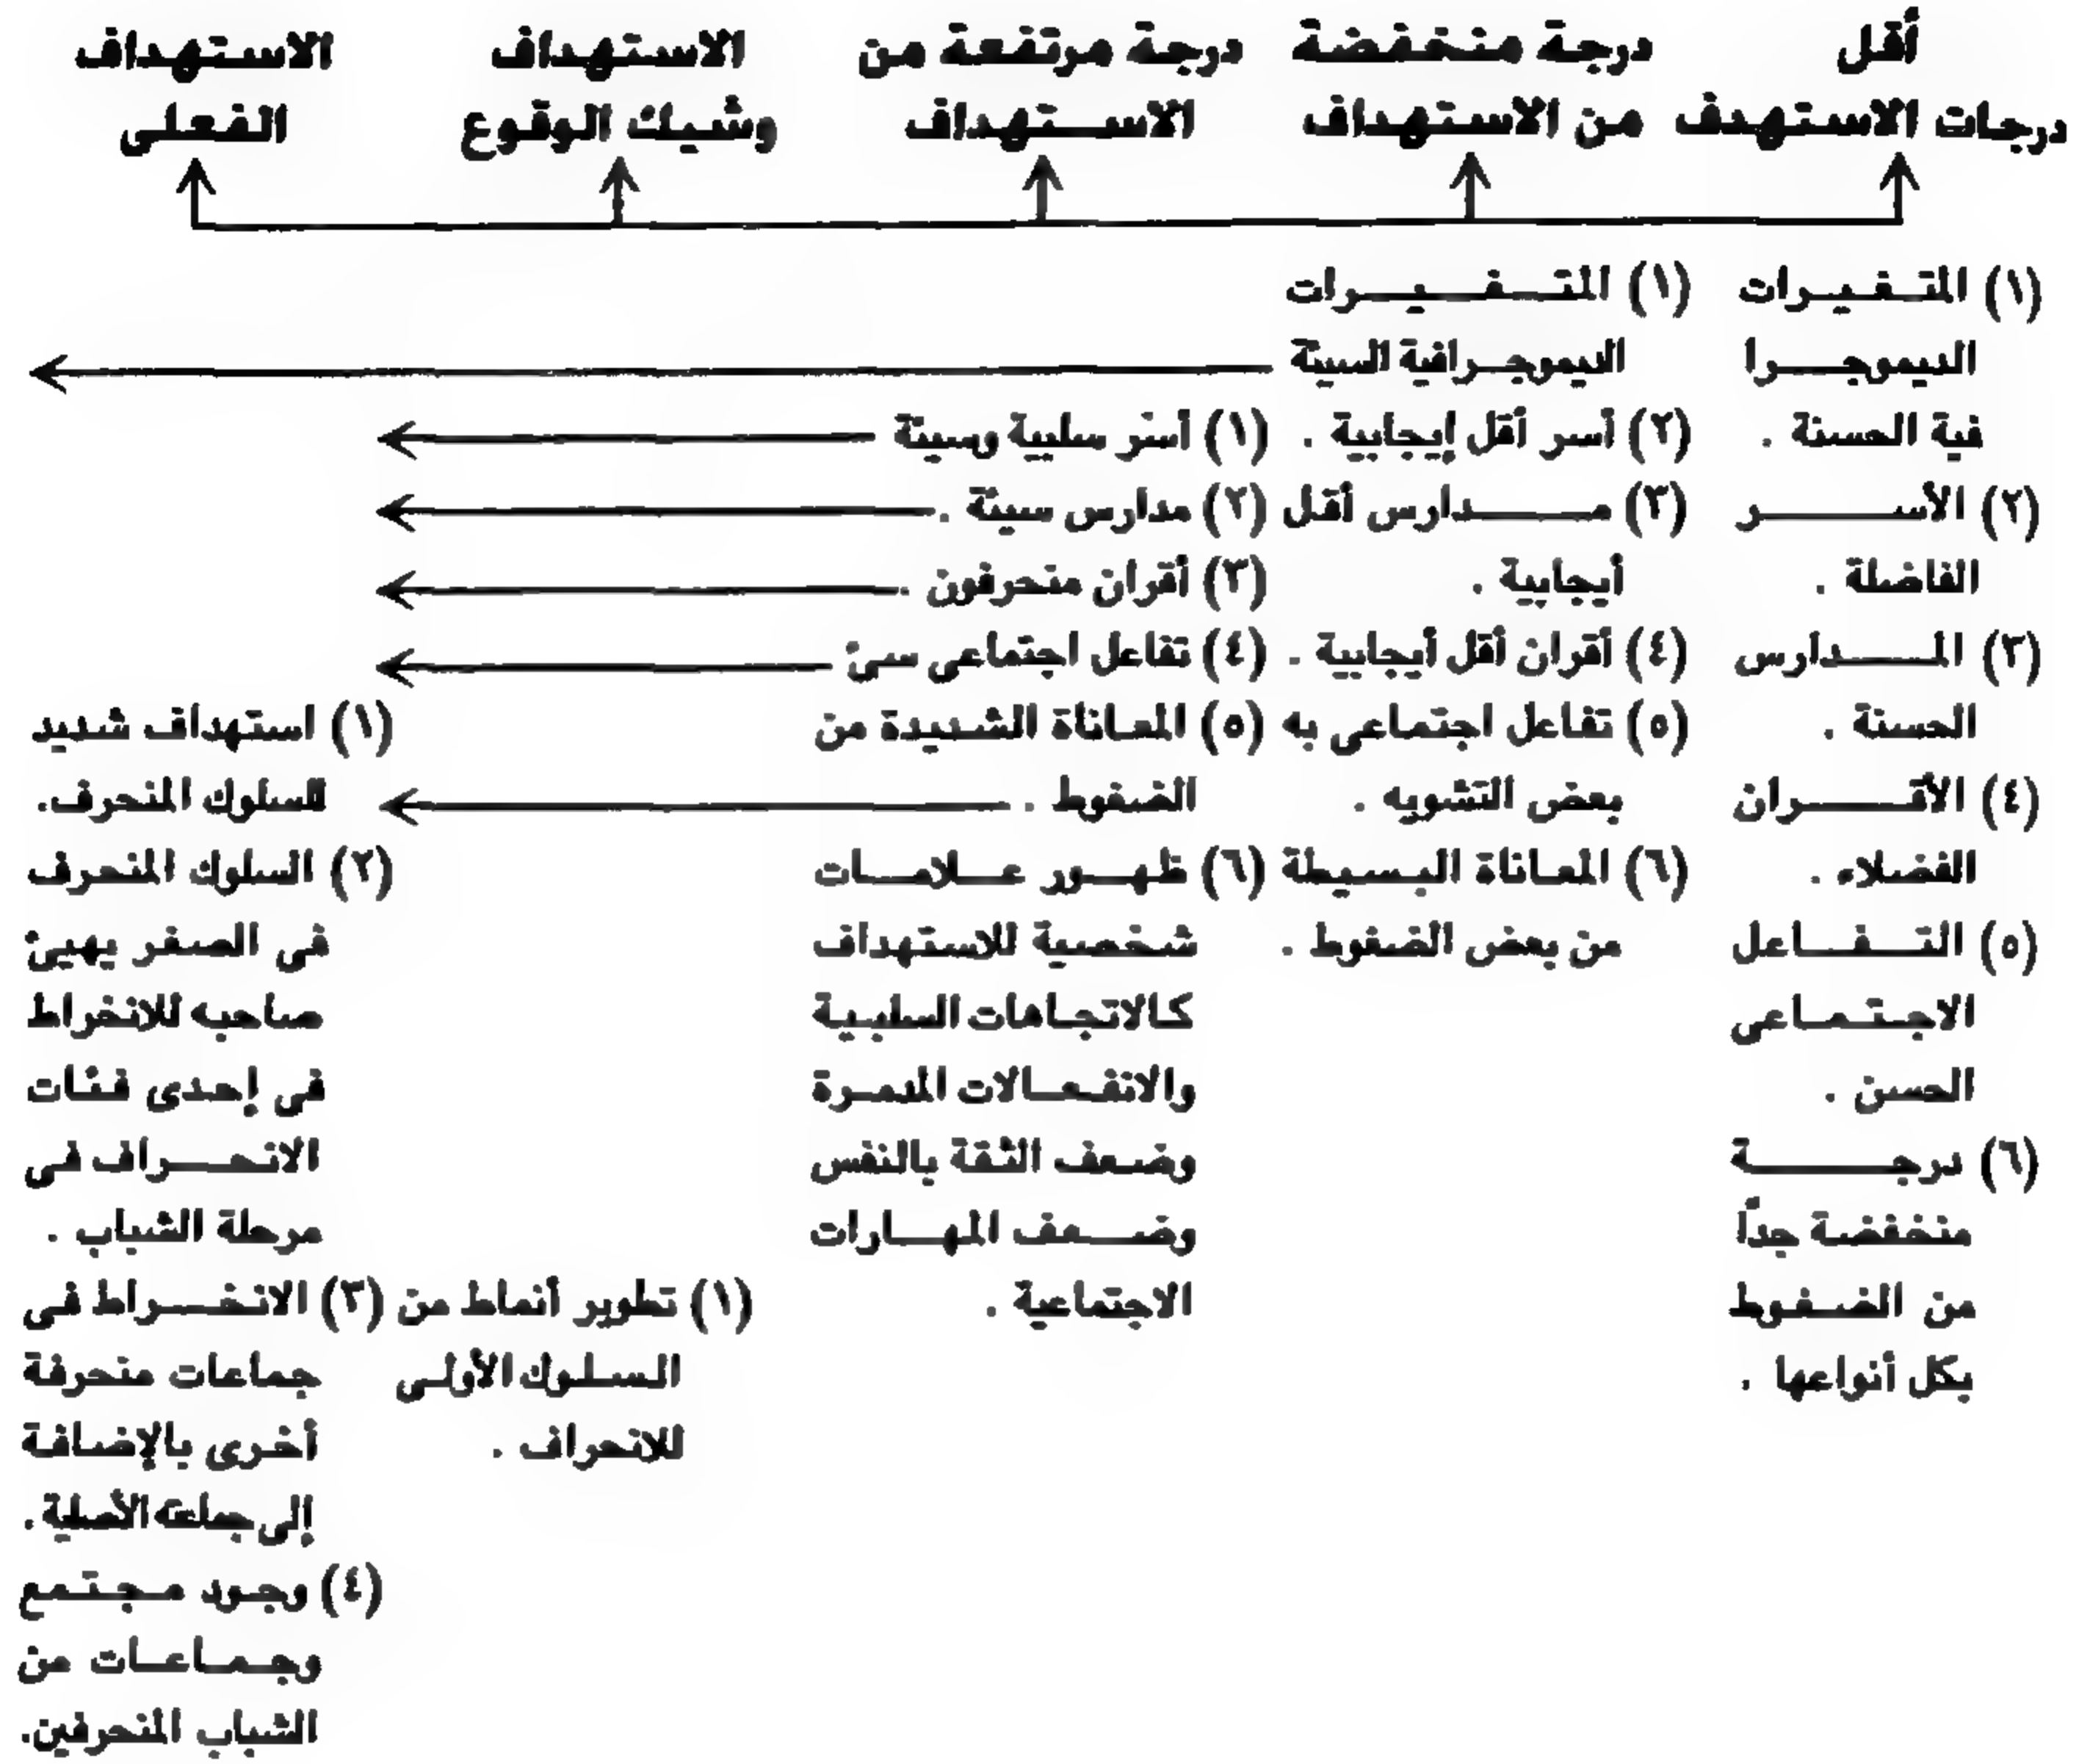 أقل
درجات الاستهدف
درجة منخفضة
من الاستهداف
درجة مرتفعة من
الاستهداف
الاستهداف
وشيك الوقوع
الاستهداف
الفعلى
(١) المتغيرات
الديموجرا
فية الحسنة .
(٢) الأسر
الفاضلة .
(٣) المدارس
الحسنة .
(٤) الأقران
الفضلاء .
(٥) التفاعل
الاجتماعى
الحسن .
(٦) درجة
منخفضة جداً
من الضغوط
بكل أنواعها .
(١) المتغيرات
الديموجرافية السيئة
(٢) أسر أقل إيجابية .
(٣) مدارس أقل
أيجابية .
(٤) أقران أقل أيجابية .
(٥) تفاعل اجتماعى به
بعض التشويه .
(٦) المعاناة البسيطة
من بعض الضغوط .
(١) أسر سلبية وسيئة
(٢) مدارس سيئة .
(٣) أقران منحرفون .
(٤) تفاعل اجتماعى سئ
(٥) المعاناة الشديدة من
الضغوط .
(٦) ظهور علامات
شخصية للاستهداف
كالاتجاهات السلبية
والانفعالات المدمرة
وضعف الثقة بالنفس
وضعف المهارات
الاجتماعية .
(١) تطوير أنماط من
السلوك الأولى
للانحراف .
(١) استهداف شديد
للسلوك المنحرف.
(٢) السلوك المنحرف
فى الصغر يهيئ
صاحبه للانخراط
فى إحدى فئات
الانحراف فى
مرحلة الشباب .
(٣) الانخراط فى
جماعات منحرفة
أخرى بالإضافة
إلى جماعته الأصلية.
(٤) وجود مجتمع
وجماعات من
الشباب المنحرفين.